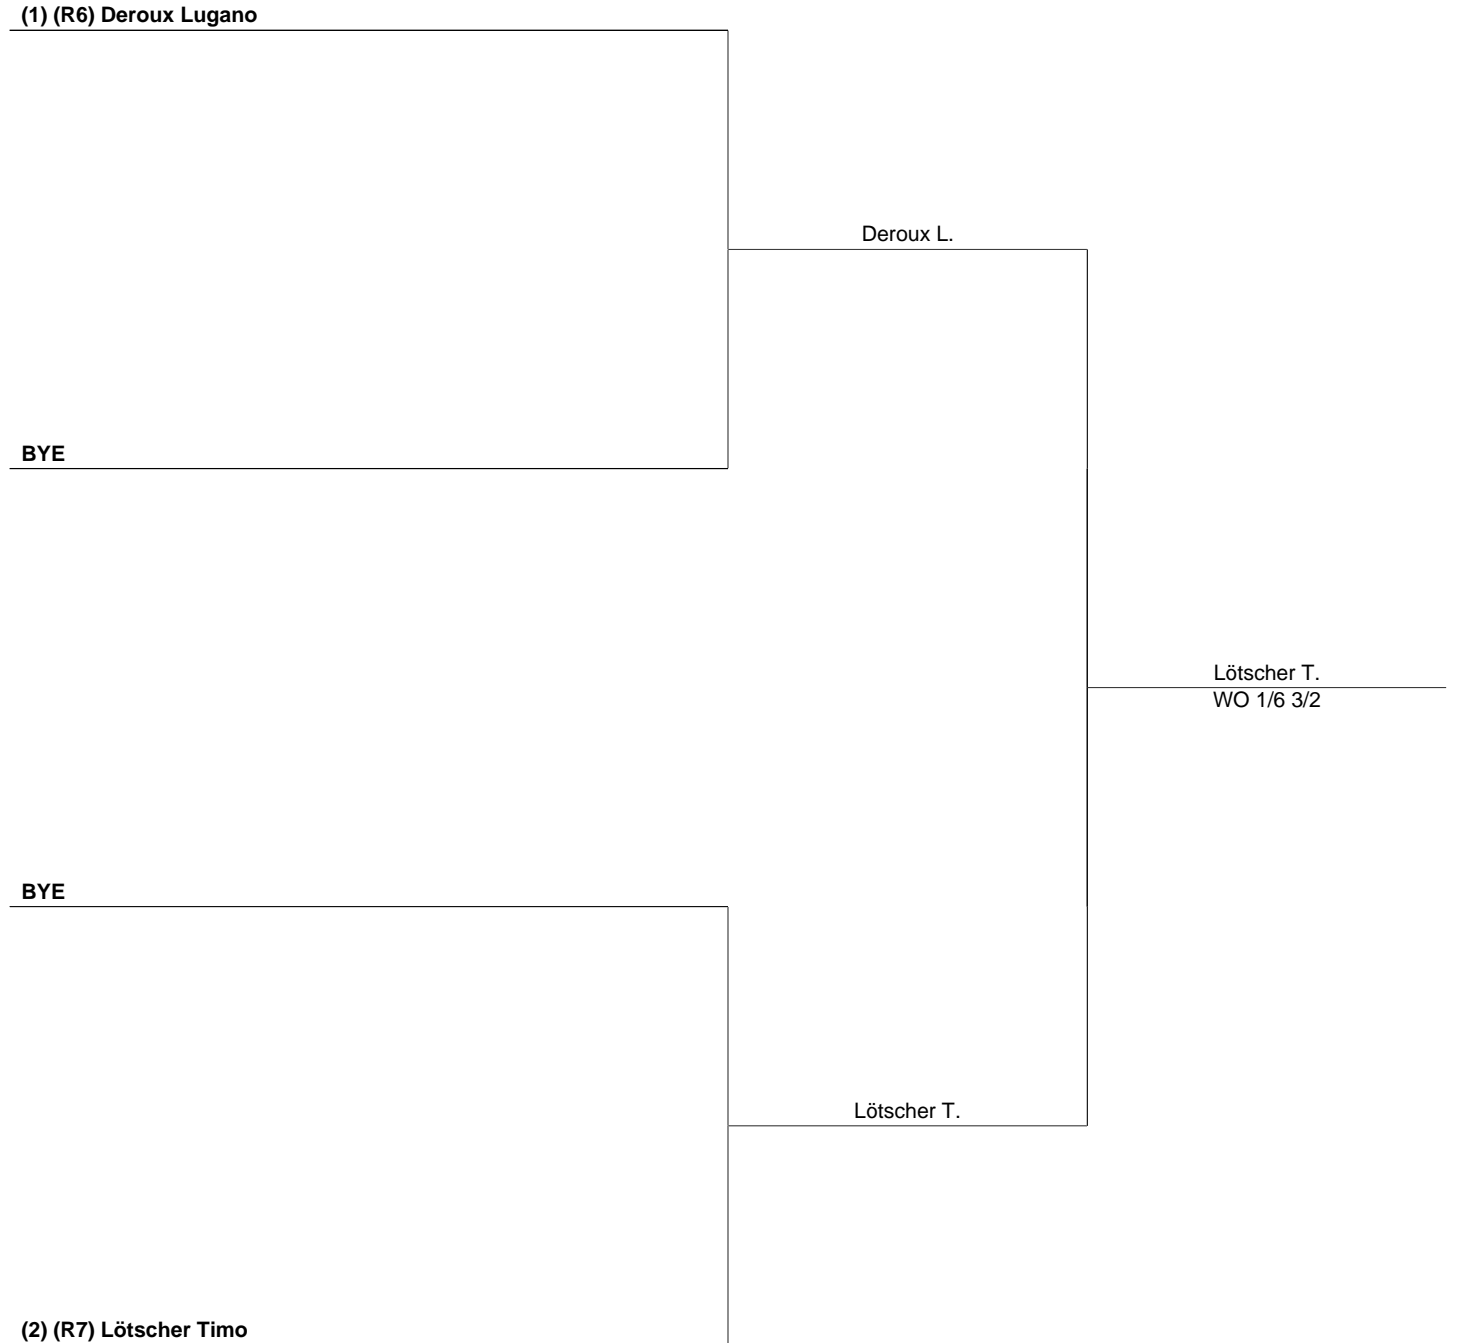 (1) (R6) Deroux Lugano
Deroux L.
BYE
Lötscher T.
WO 1/6 3/2
BYE
Lötscher T.
(2) (R7) Lötscher Timo